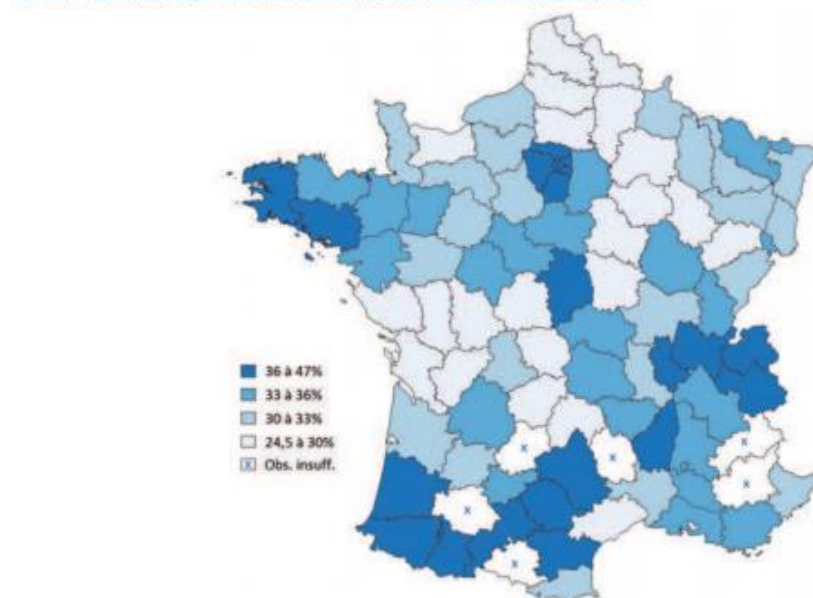 36 à 47%
33 à 36%
30 à 33%
24,5 à 30%
x Obs. insuff.
x
x
x
x
x
x